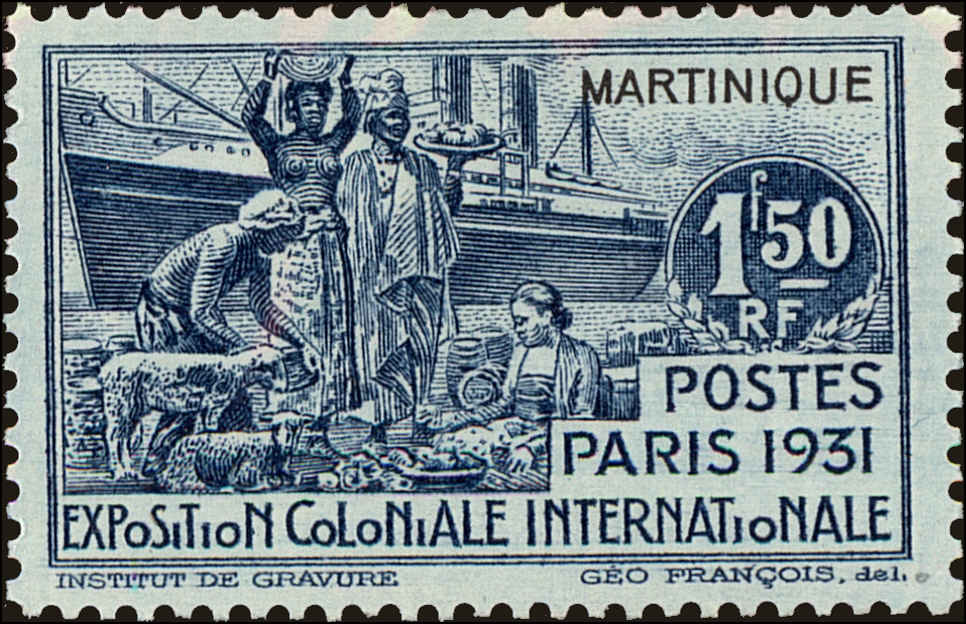 MARTINIQUE
1f50
RF
POSTES
PARIS 1931
EXPOSITION COLONIALE INTERNATIONALE
INSTITUT DE GRAVURE
GÉO FRANÇOIS, del.